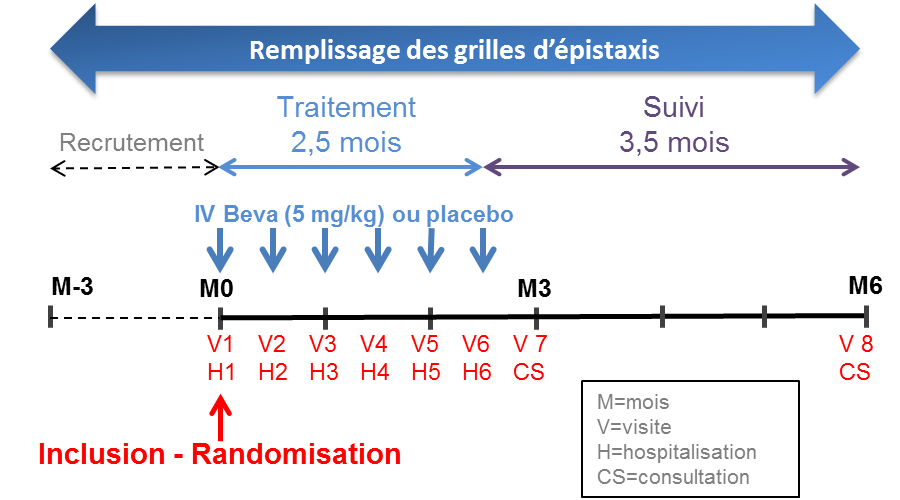 Remplissage des grilles d'épistaxis
Recrutement
Traitement
2,5 mois
Suivi
3,5 mois
IV Beva (5 mg/kg) ou placebo
M-3
M0
M3
M6
V1 V2 V3 V4 V5 V6 V 7 V 8
H1 H2 H3 H4 H5 H6 CS CS
Inclusion - Randomisation
M=mois
V=visite
H=hospitalisation
CS=consultation